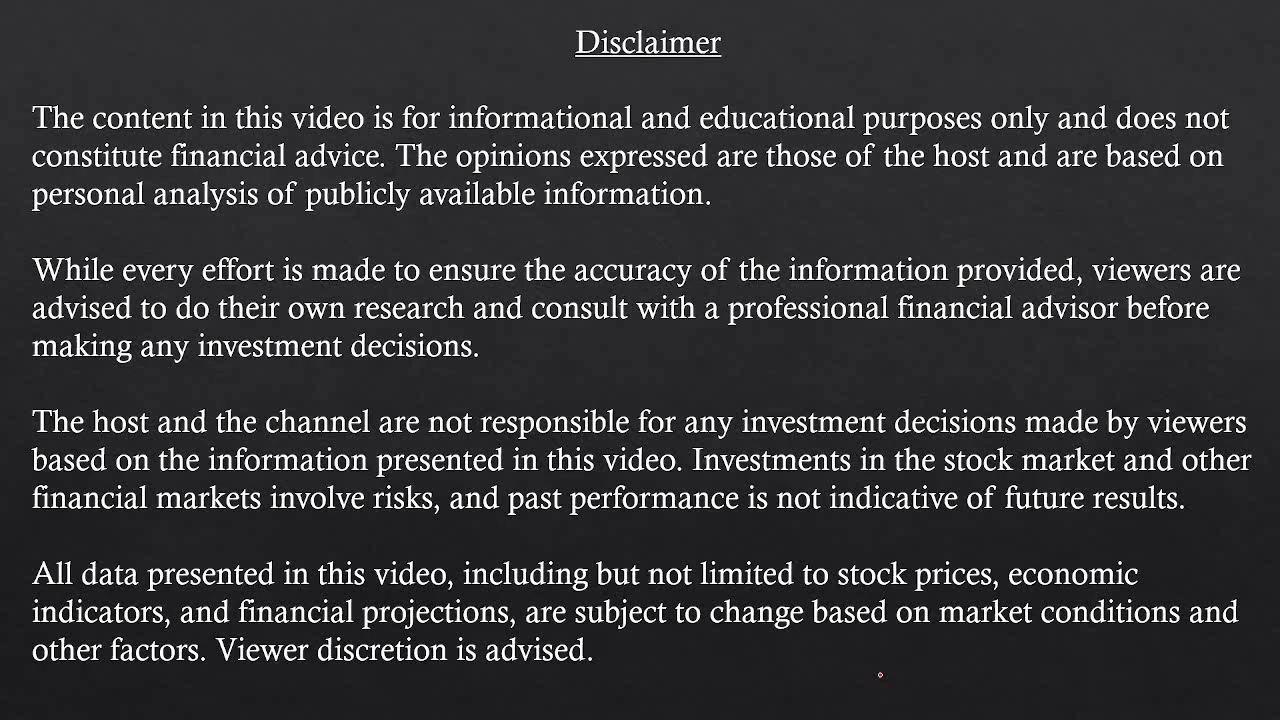 Disclaimer
The content in this video is for informational and educational purposes only and does not
constitute financial advice. The opinions expressed are those of the host and are based on
personal analysis of publicly available information.
While every effort is made to ensure the accuracy of the information provided, viewers are
advised to do their own research and consult with a professional financial advisor before
making any investment decisions.
The host and the channel are not responsible for any investment decisions made by viewers
based on the information presented in this video. Investments in the stock market and other
financial markets involve risks, and past performance is not indicative of future results.
All data presented in this video, including but not limited to stock prices, economic
indicators, and financial projections, are subject to change based on market conditions and
other factors. Viewer discretion is advised.